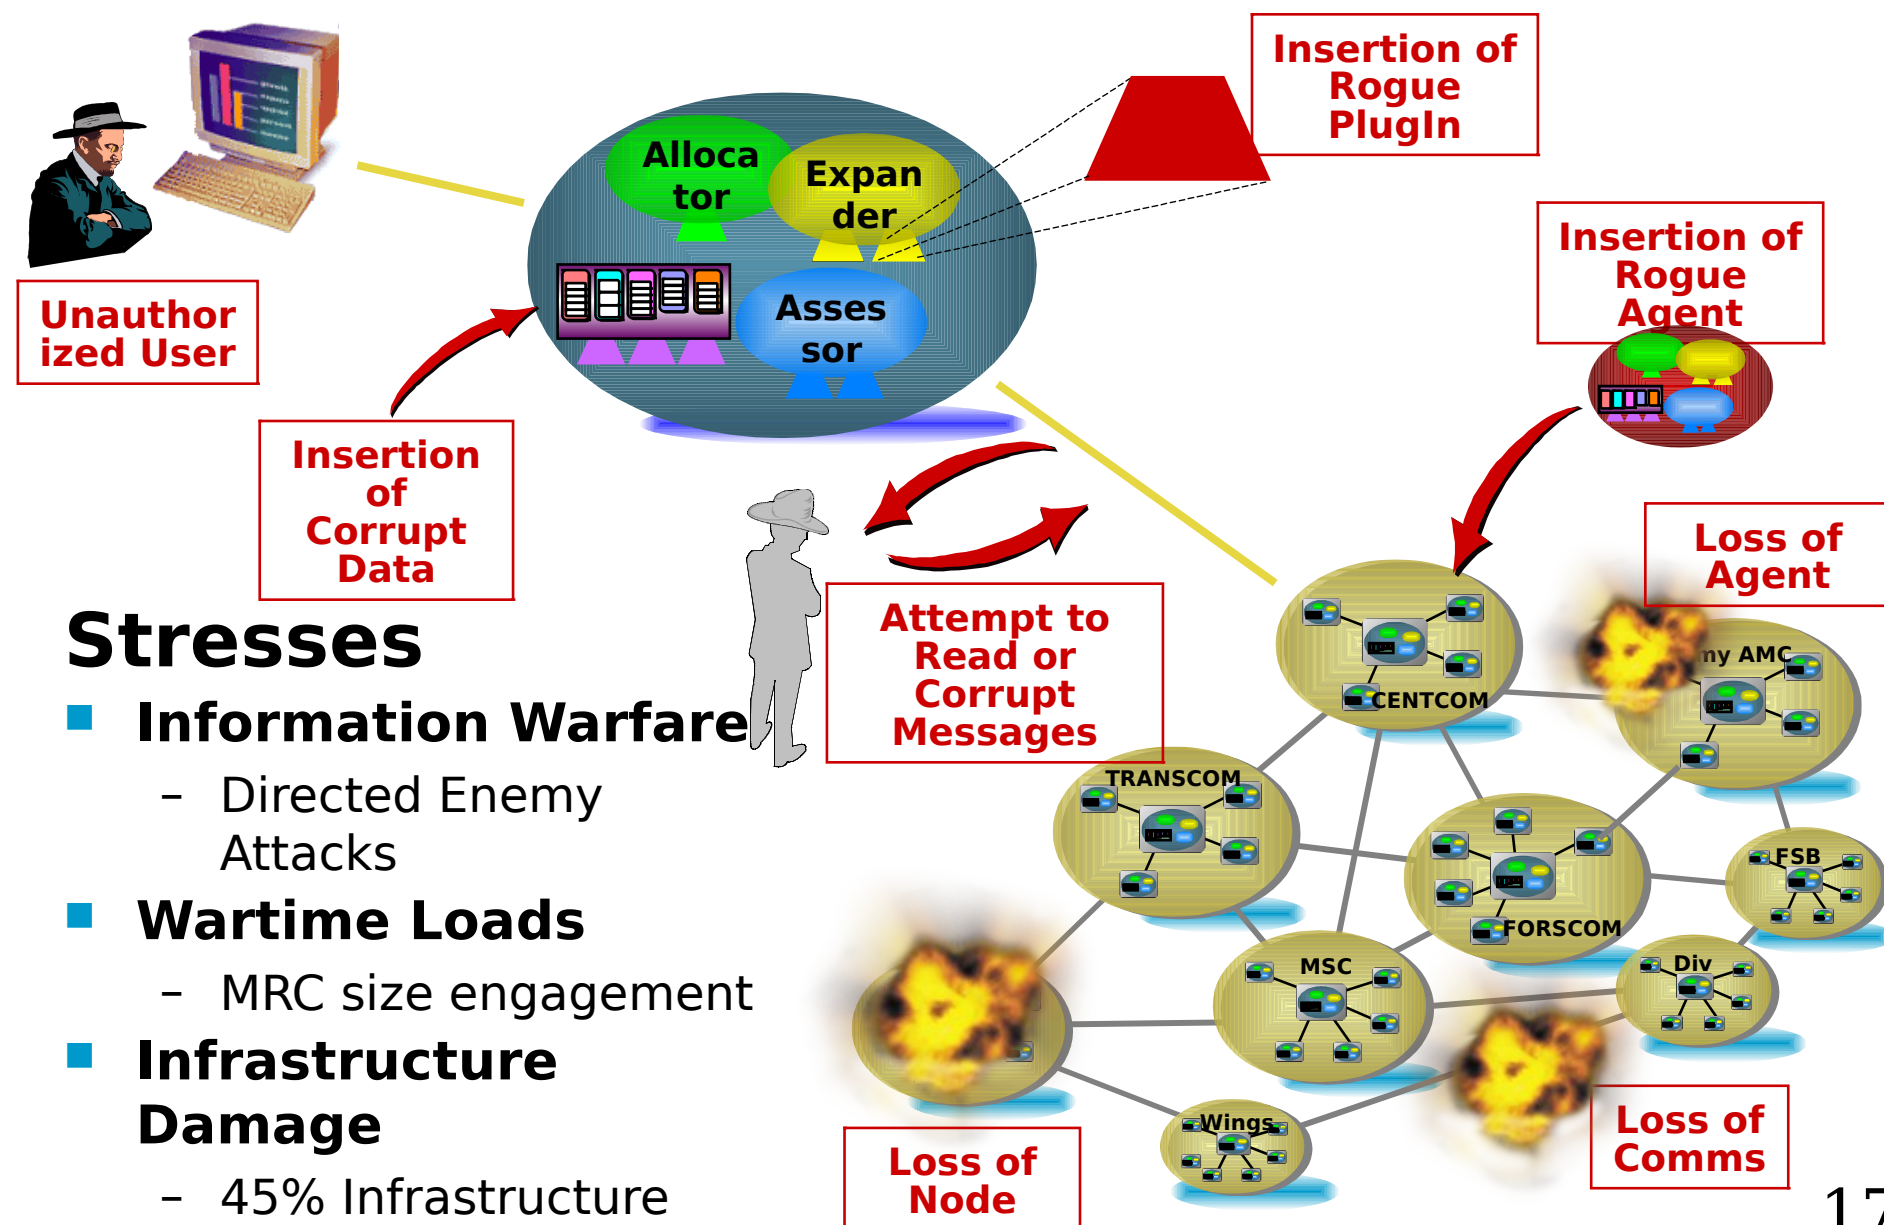 Insertion of
Rogue
PlugIn
Alloca
tor
Expan
der
Asses
sor
Insertion of
Rogue
Agent
Unauthor
ized User
Insertion
of
Corrupt
Data
Attempt to
Read or
Corrupt
Messages
Loss of
Agent
Stresses
Information Warfare
– Directed Enemy
Attacks
Wartime Loads
– MRC size engagement
Infrastructure
Damage
– 45% Infrastructure
CENTCOM
my AMC
TRANSCOM
FSB
FORSCOM
MSC
Div
Wings
Loss of
Node
Loss of
Comms
17